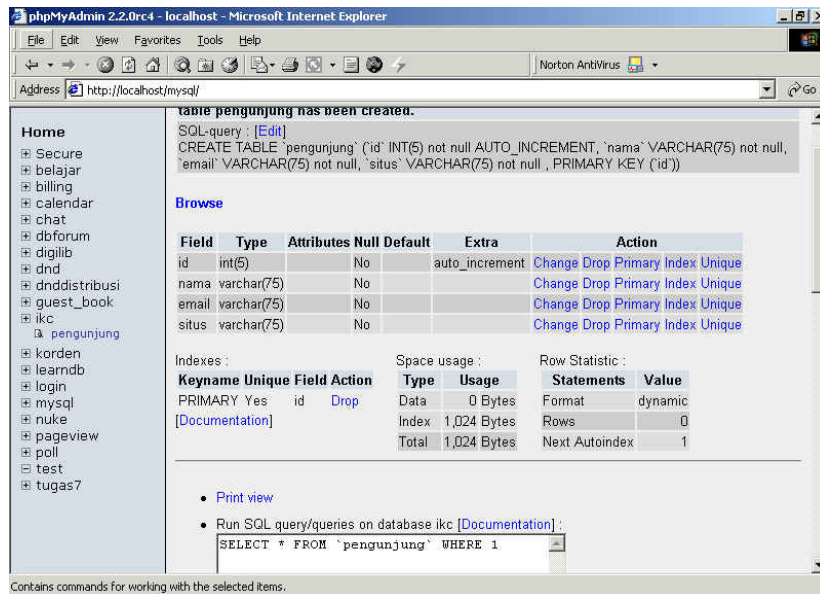 phpMyAdmin 2.2.0rc4 - localhost - Microsoft Internet Explorer
File Edit View Favorites Tools Help
Norton AntiVirus
Address http://localhost/mysql/ Go
Home
Secure
belajar
billing
calendar
chat
dbforum
digilib
dnd
dnddistribusi
guest_book
ikc
pengunjung
korden
learndb
login
mysql
nuke
pageview
poll
test
tugas7
table pengunjung has been created.
SQL-query : [Edit]
CREATE TABLE `pengunjung` (`id` INT(5) not null AUTO_INCREMENT, `nama` VARCHAR(75) not null,
`email` VARCHAR(75) not null, `situs` VARCHAR(75) not null , PRIMARY KEY (`id`))
Browse
Field Type Attributes Null Default Extra Action
id int(5) No auto_increment Change Drop Primary Index Unique
nama varchar(75) No Change Drop Primary Index Unique
email varchar(75) No Change Drop Primary Index Unique
situs varchar(75) No Change Drop Primary Index Unique
Indexes :
Keyname Unique Field Action
PRIMARY Yes id Drop
[Documentation]
Space usage :
Type Usage
Data 0 Bytes
Index 1,024 Bytes
Total 1,024 Bytes
Row Statistic :
Statements Value
Format dynamic
Rows 0
Next Autoindex 1
Print view
Run SQL query/queries on database ikc [Documentation] :
SELECT * FROM `pengunjung` WHERE 1
Contains commands for working with the selected items.